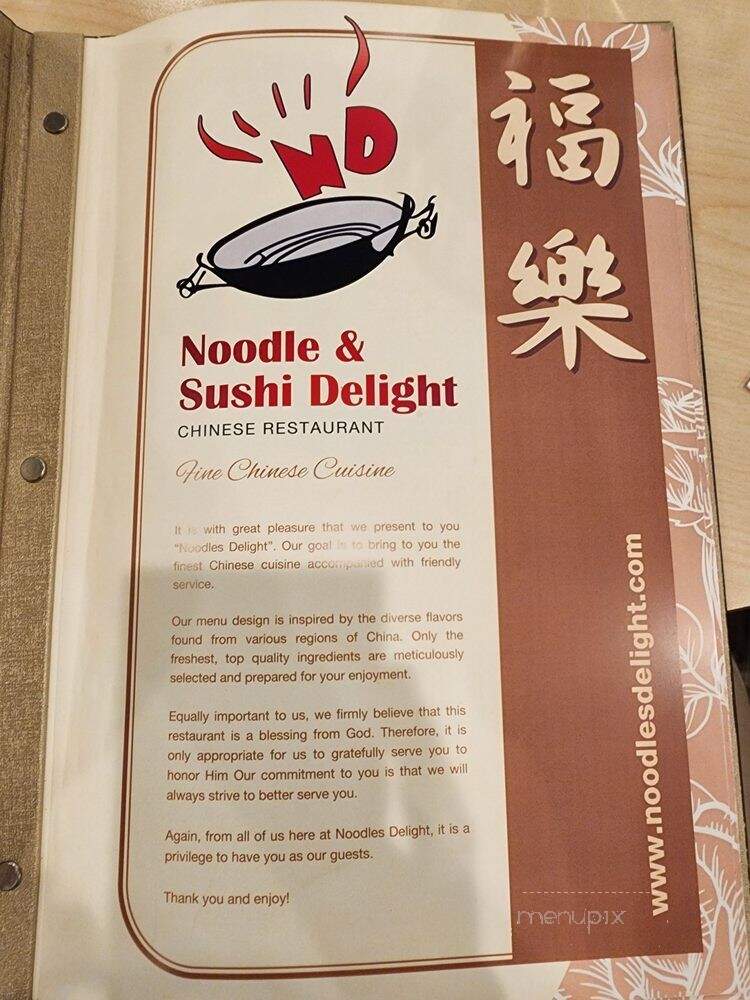 ND
Noodle &
Sushi Delight
CHINESE RESTAURANT
Fine Chinese Cuisine
It is with great pleasure that we present to you
“Noodles Delight”. Our goal is to bring to you the
finest Chinese cuisine accompanied with friendly
service.
Our menu design is inspired by the diverse flavors
found from various regions of China. Only the
freshest, top quality ingredients are meticulously
selected and prepared for your enjoyment.
Equally important to us, we firmly believe that this
restaurant is a blessing from God. Therefore, it is
only appropriate for us to gratefully serve you to
honor Him Our commitment to you is that we will
always strive to better serve you.
Again, from all of us here at Noodles Delight, it is a
privilege to have you as our guests.
Thank you and enjoy!
福
樂
www.noodlesdelight.com
menupix